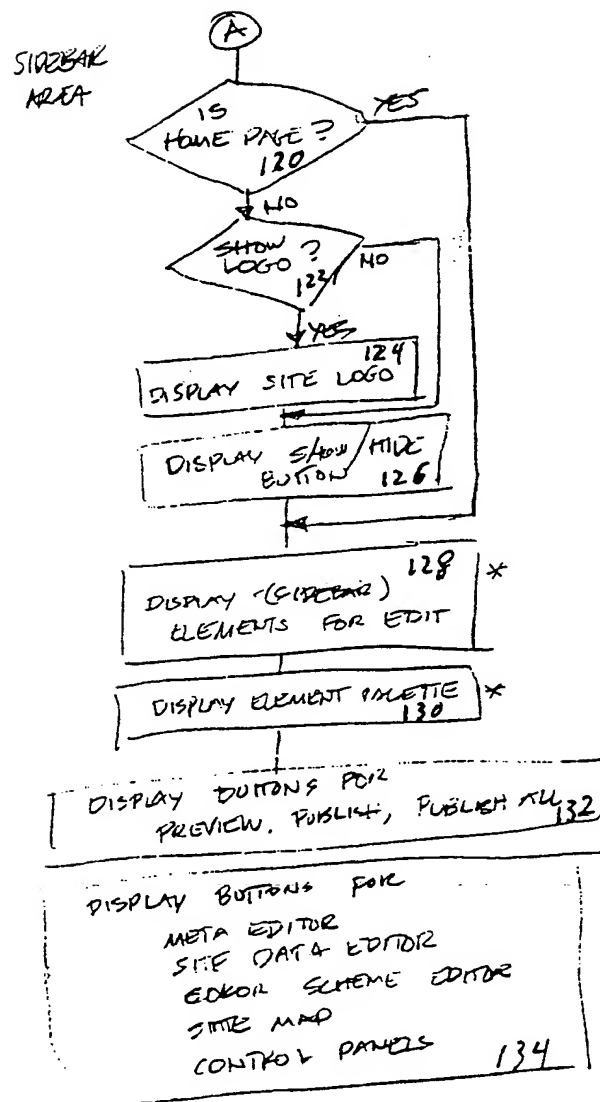 A
SIDEBAR
AREA
IS
HOME PAGE?
120
YES
NO
SHOW
LOGO?
122
NO
YES
124
DISPLAY SITE LOGO
DISPLAY SHOW/HIDE
BUTTON 126
128 *
DISPLAY (SIDEBAR)
ELEMENTS FOR EDIT
DISPLAY ELEMENT PALETTE *
130
DISPLAY BUTTONS FOR
PREVIEW, PUBLISH, PUBLISH ALL
132
DISPLAY BUTTONS FOR
META EDITOR
SITE DATA EDITOR
COLOR SCHEME EDITOR
SITE MAP
CONTROL PANELS 134